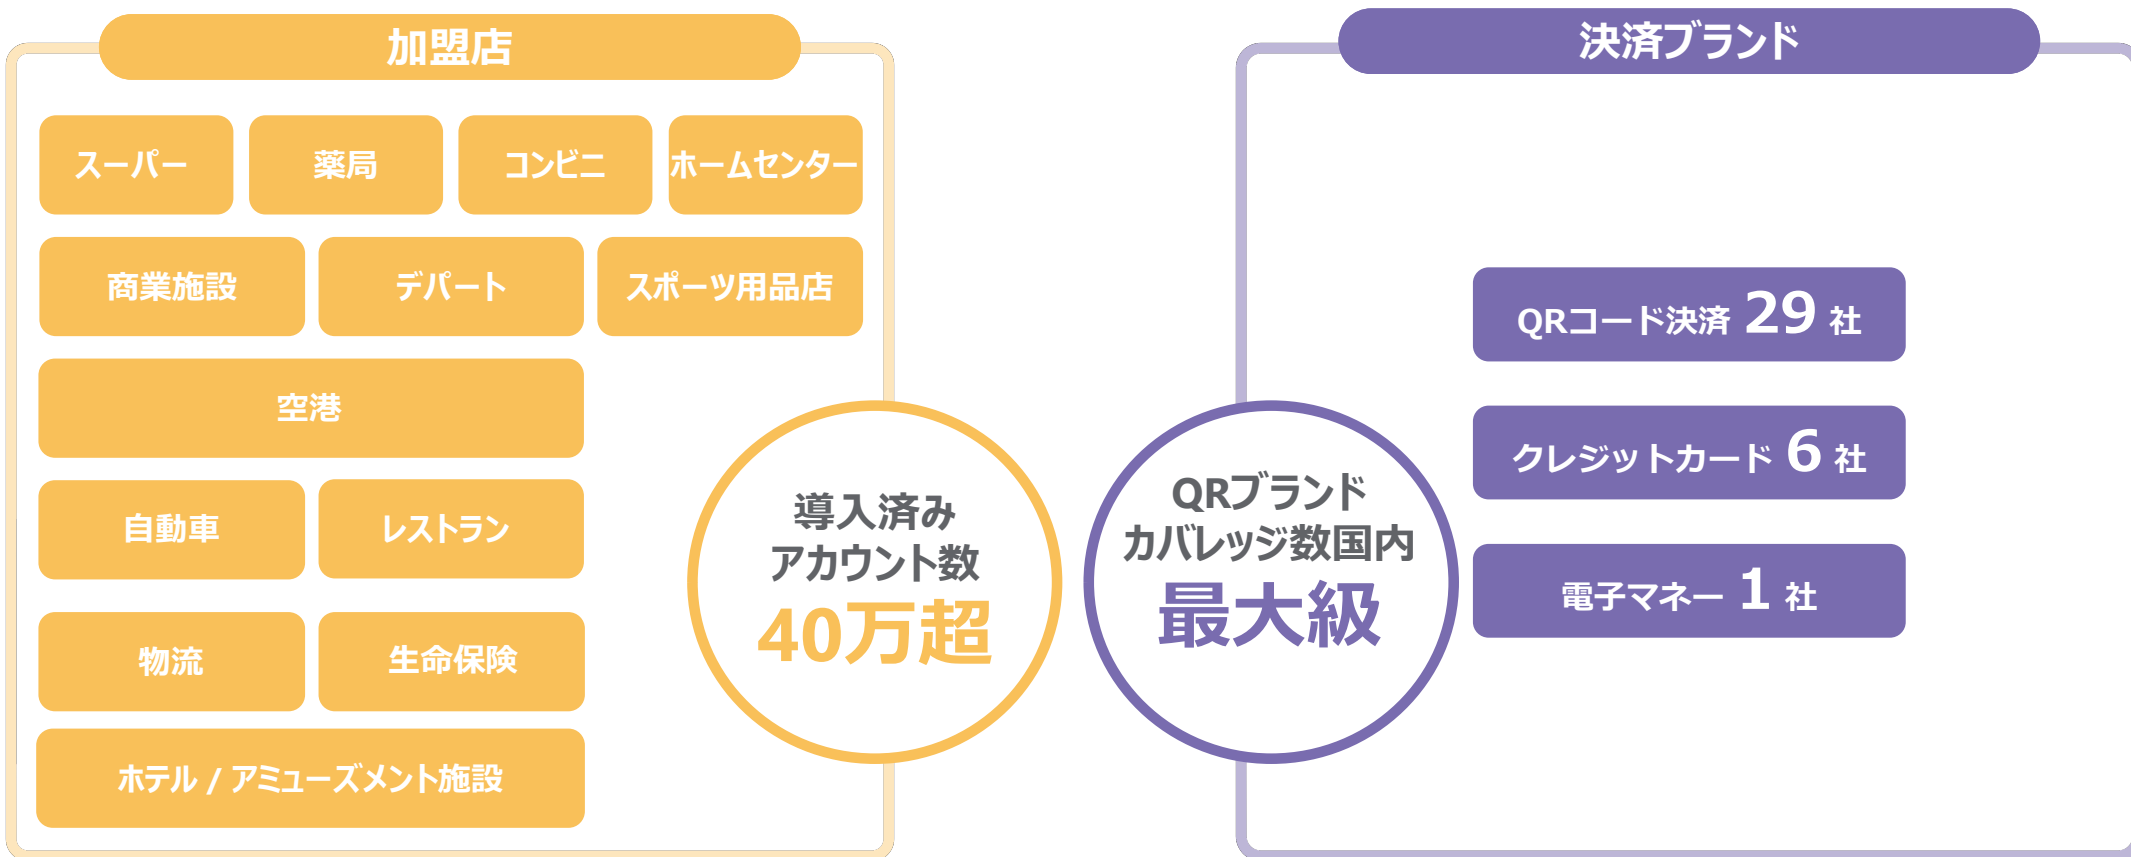 加盟店
スーパー
薬局
コンビニ
ホームセンター
商業施設
デパート
スポーツ用品店
空港
自動車
レストラン
物流
生命保険
ホテル / アミューズメント施設
導入済み
アカウント数
40万超
決済ブランド
QRブランド
カバレッジ数国内
最大級
QRコード決済 29 社
クレジットカード 6 社
電子マネー 1 社